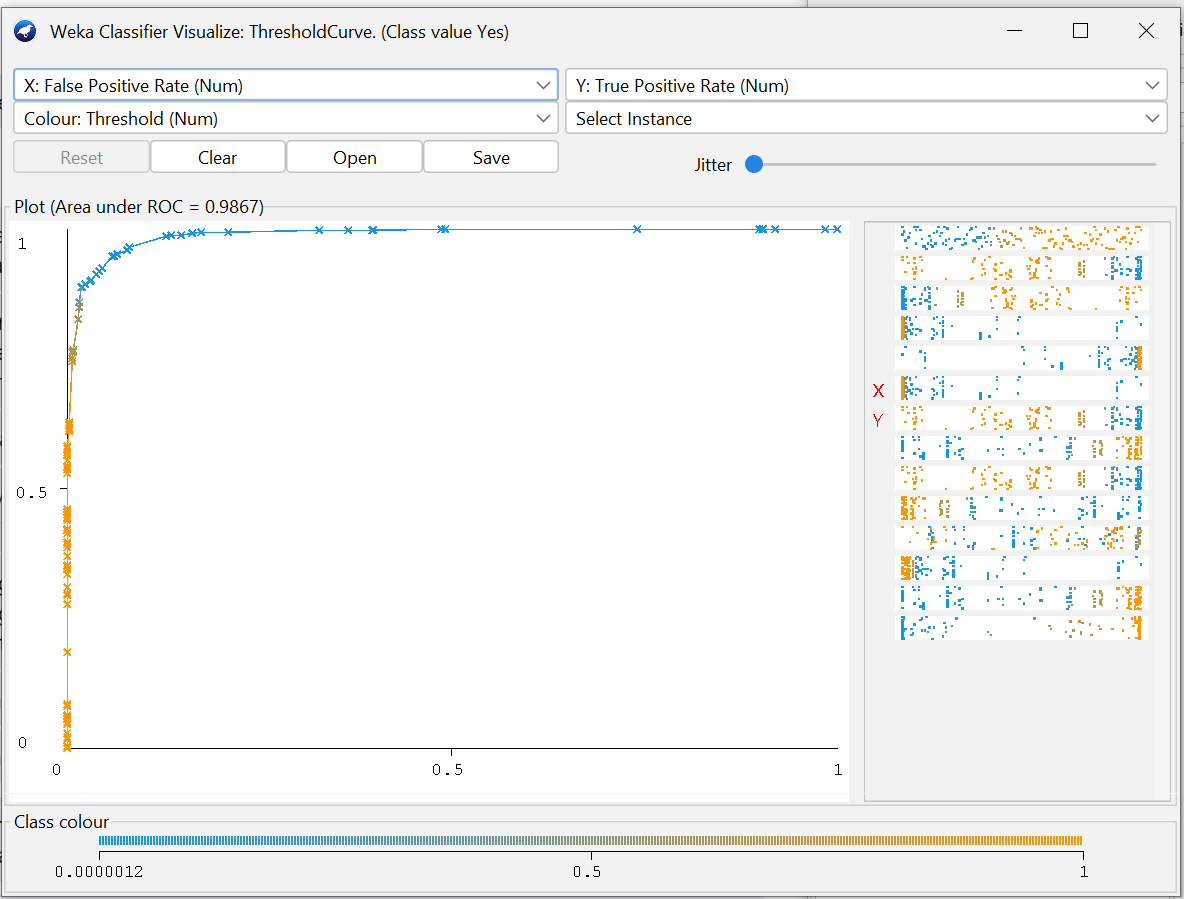 Weka Classifier Visualize: ThresholdCurve. (Class value Yes)
X: False Positive Rate (Num)
Y: True Positive Rate (Num)
Colour: Threshold (Num)
Select Instance
Reset
Clear
Open
Save
Jitter
Plot (Area under ROC = 0.9867)
1
0.5
0
0
0.5
1
X
Y
Class colour
0.0000012
0.5
1